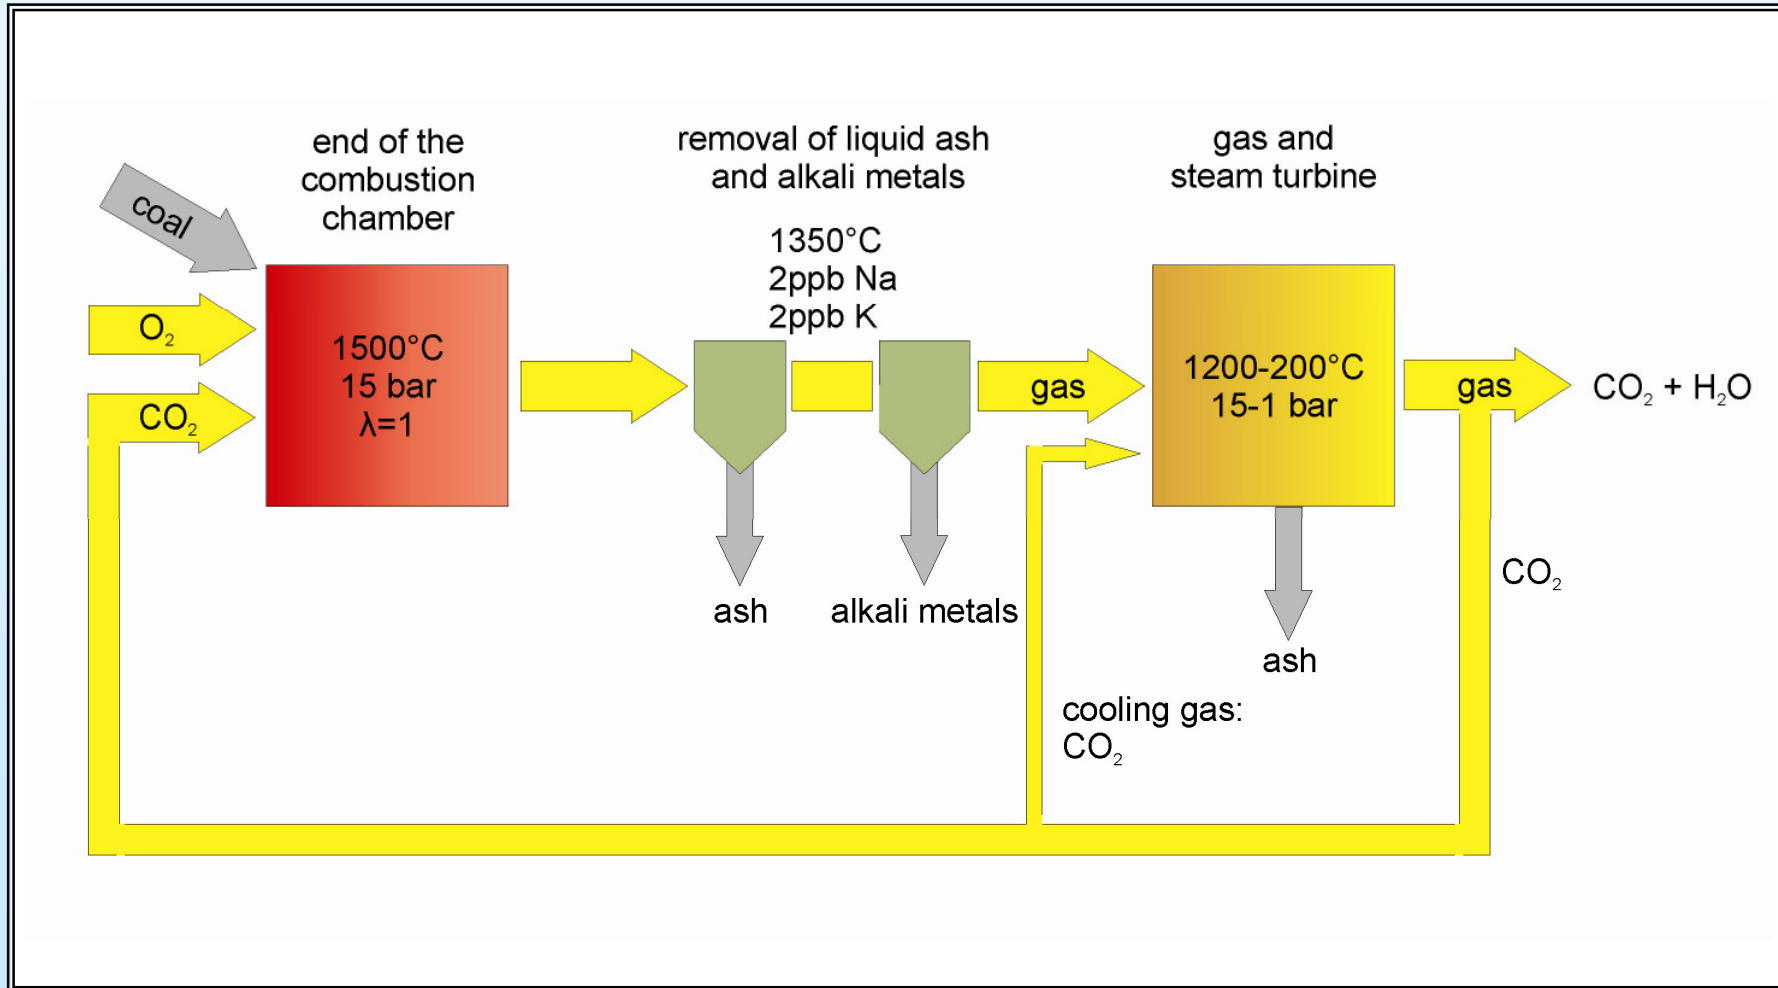 end of the
combustion
chamber
removal of liquid ash
and alkali metals
gas and
steam turbine
coal
1350°C
2ppb Na
2ppb K
O₂
CO₂
1500°C
15 bar
λ=1
gas
1200-200°C
15-1 bar
gas
CO₂ + H₂O
ash
alkali metals
CO₂
ash
cooling gas:
CO₂